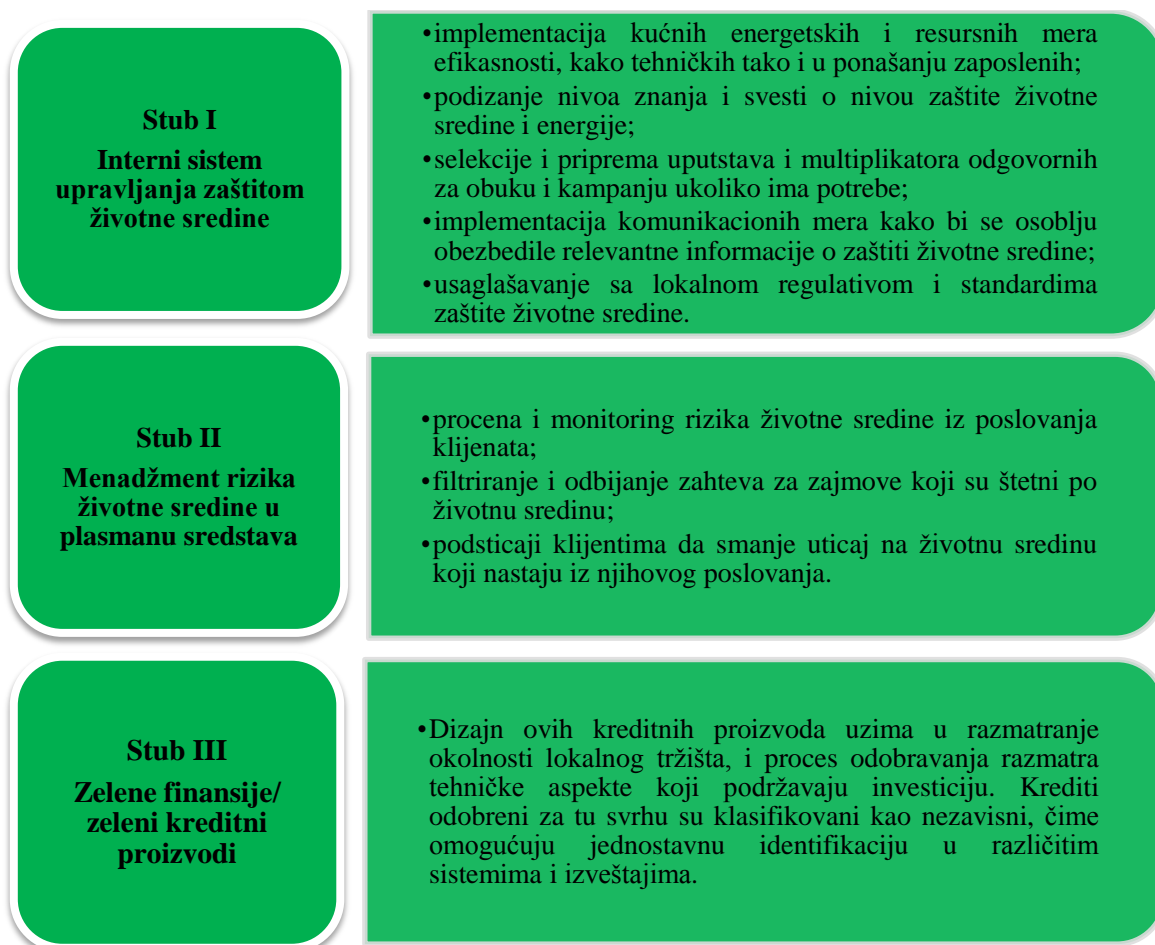 Stub I
Interni sistem
upravljanja zaštitom
životne sredine
•implementacija kućnih energetskih i resursnih mera
efikasnosti, kako tehničkih tako i u ponašanju zaposlenih;
•podizanje nivoa znanja i svesti o nivou zaštite životne
sredine i energije;
•selekcije i priprema uputstava i multiplikatora odgovornih
za obuku i kampanju ukoliko ima potrebe;
•implementacija komunikacionih mera kako bi se osoblju
obezbedile relevantne informacije o zaštiti životne sredine;
•usaglašavanje sa lokalnom regulativom i standardima
zaštite životne sredine.
Stub II
Menadžment rizika
životne sredine u
plasmanu sredstava
•procena i monitoring rizika životne sredine iz poslovanja
klijenata;
•filtriranje i odbijanje zahteva za zajmove koji su štetni po
životnu sredinu;
•podsticaji klijentima da smanje uticaj na životnu sredinu
koji nastaju iz njihovog poslovanja.
Stub III
Zelene finansije/
zeleni kreditni
proizvodi
•Dizajn ovih kreditnih proizvoda uzima u razmatranje
okolnosti lokalnog tržišta, i proces odobravanja razmatra
tehničke aspekte koji podržavaju investiciju. Krediti
odobreni za tu svrhu su klasifikovani kao nezavisni, čime
omogućuju jednostavnu identifikaciju u različitim
sistemima i izveštajima.